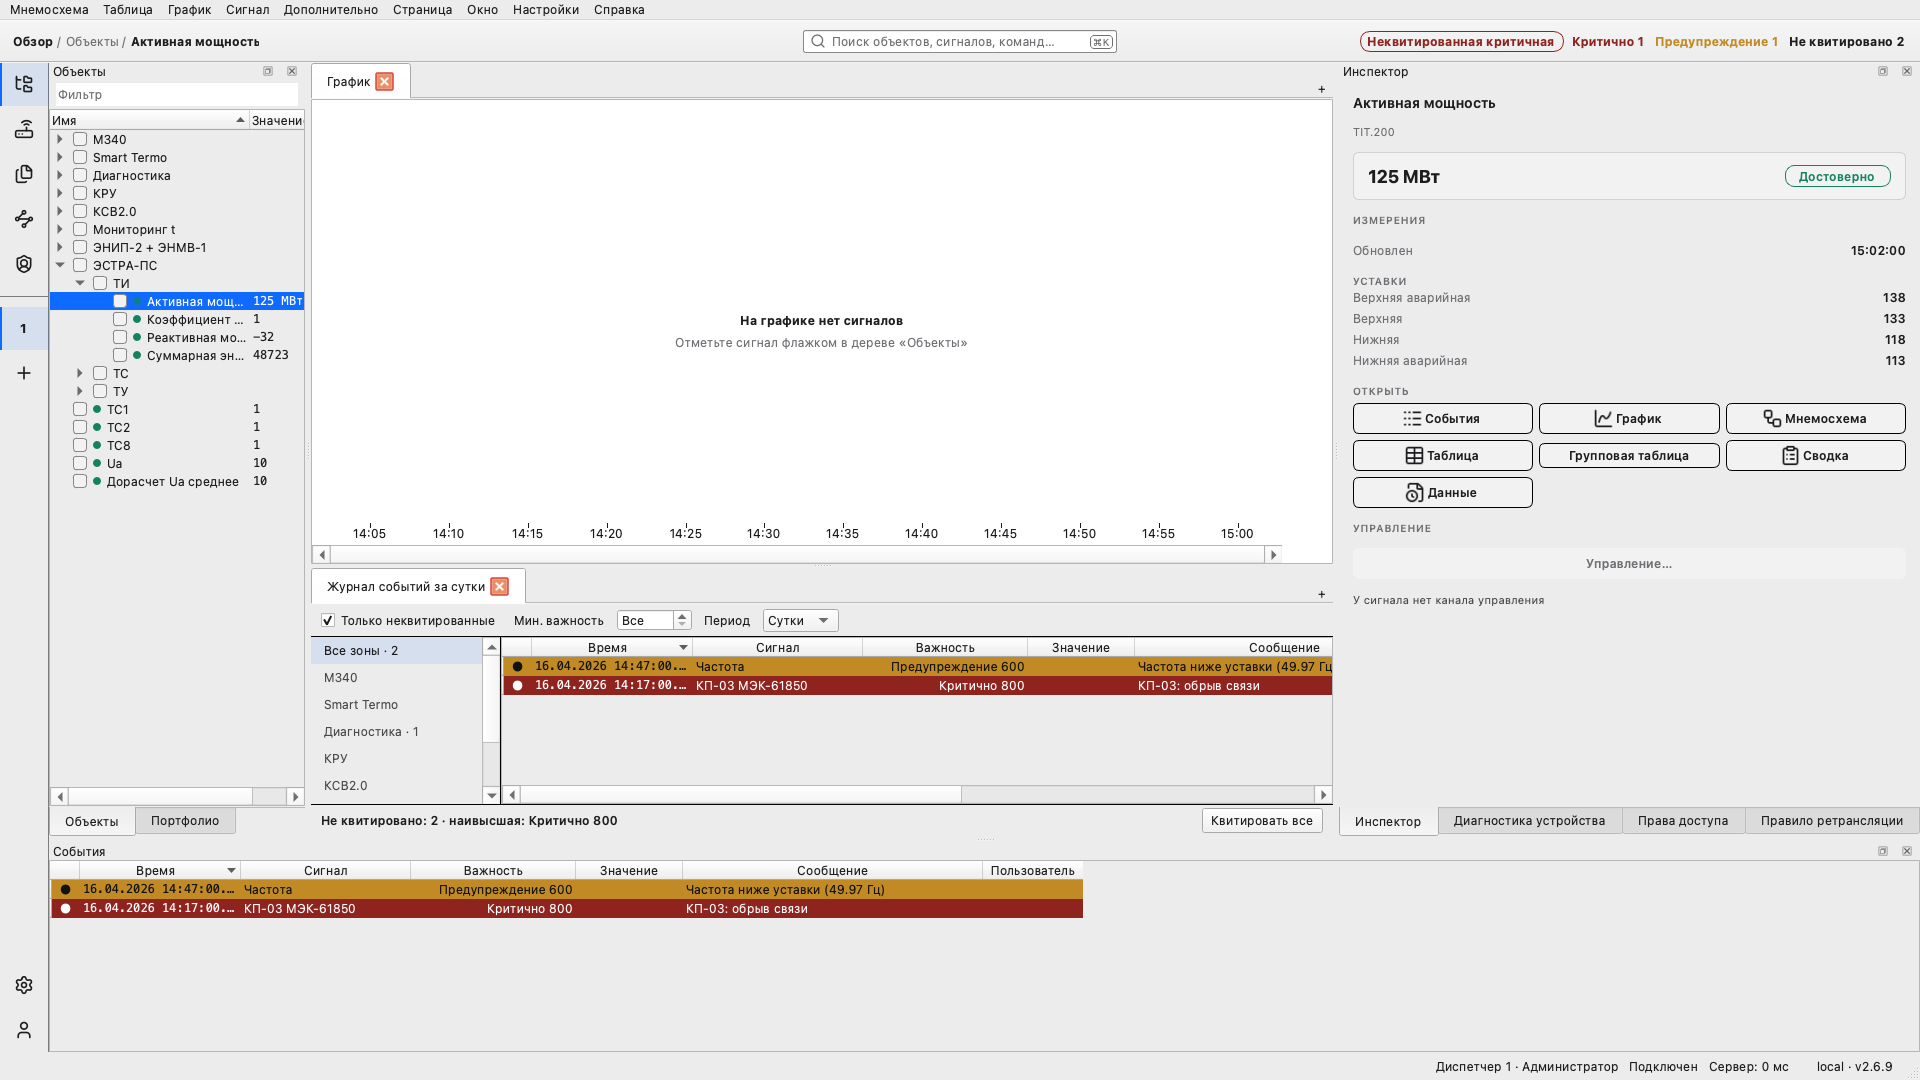 Мнемосхема Таблица График Сигнал Дополнительно Страница Окно Настройки Справка
Обзор / Объекты / Активная мощность
Поиск объектов, сигналов, команд... ⌘K
Неквитированная критичная Критично 1 Предупреждение 1 Не квитировано 2
Объекты
Фильтр
Имя Значени
M340
Smart Termo
Диагностика
КРУ
КСВ2.0
Мониторинг t
ЭНИП-2 + ЭНМВ-1
ЭСТРА-ПС
ТИ
Активная мощ... 125 МВт
Коэффициент ... 1
Реактивная мо... −32
Суммарная эн... 48723
ТС
ТУ
ТС1 1
ТС2 1
ТС8 1
Ua 10
Дорасчет Ua среднее 10
Объекты Портфолио
1
График
+
На графике нет сигналов
Отметьте сигнал флажком в дереве «Объекты»
14:05 14:10 14:15 14:20 14:25 14:30 14:35 14:40 14:45 14:50 14:55 15:00
Журнал событий за сутки
+
Только неквитированные Мин. важность Все Период Сутки
Все зоны · 2
M340
Smart Termo
Диагностика · 1
КРУ
КСВ2.0
Время Сигнал Важность Значение Сообщение
16.04.2026 14:47:00.... Частота Предупреждение 600 Частота ниже уставки (49.97 Гц
16.04.2026 14:17:00.... КП-03 МЭК-61850 Критично 800 КП-03: обрыв связи
Не квитировано: 2 · наивысшая: Критично 800
Квитировать все
Инспектор
Активная мощность
TIT.200
125 МВт Достоверно
ИЗМЕРЕНИЯ
Обновлен 15:02:00
УСТАВКИ
Верхняя аварийная 138
Верхняя 133
Нижняя 118
Нижняя аварийная 113
ОТКРЫТЬ
События График Мнемосхема
Таблица Групповая таблица Сводка
Данные
УПРАВЛЕНИЕ
Управление...
У сигнала нет канала управления
Инспектор Диагностика устройства Права доступа Правило ретрансляции
События
Время Сигнал Важность Значение Сообщение Пользователь
16.04.2026 14:47:00.... Частота Предупреждение 600 Частота ниже уставки (49.97 Гц)
16.04.2026 14:17:00.... КП-03 МЭК-61850 Критично 800 КП-03: обрыв связи
Диспетчер 1 · Администратор Подключен Сервер: 0 мс local · v2.6.9